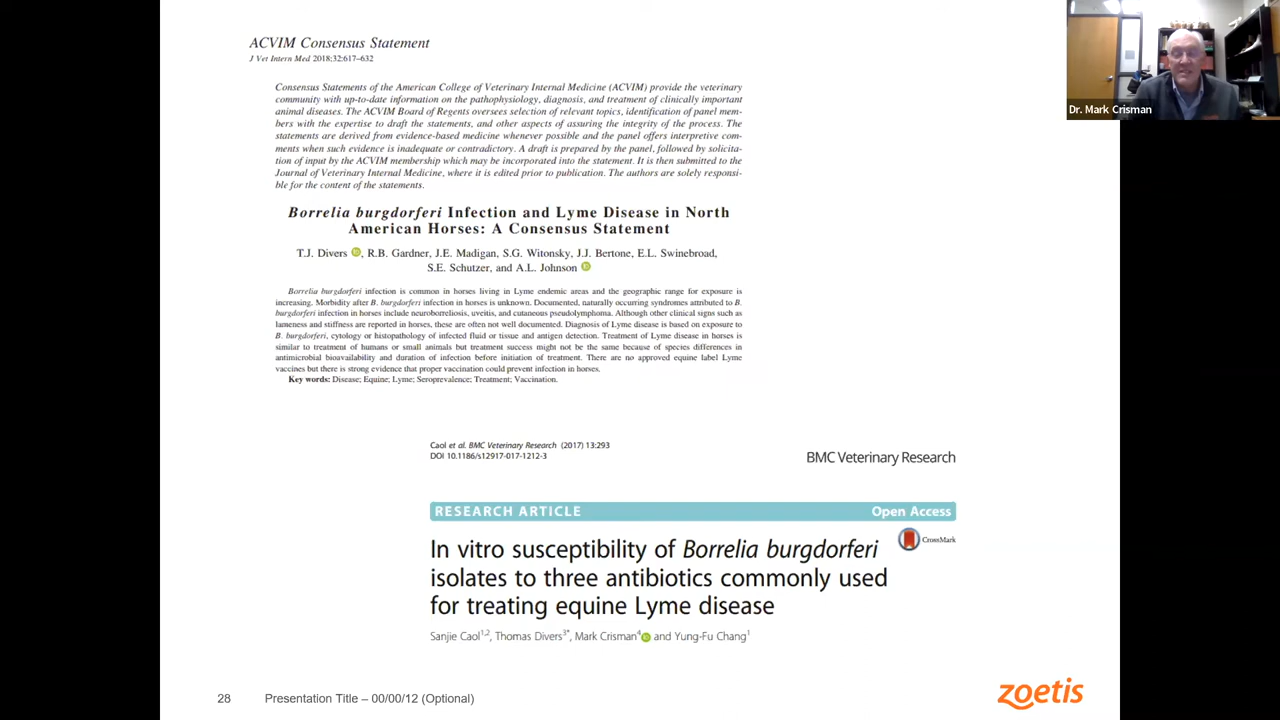 ACVIM Consensus Statement
J Vet Intern Med 2018;32:617–632
Consensus Statements of the American College of Veterinary Internal Medicine (ACVIM) provide the veterinary
community with up-to-date information on the pathophysiology, diagnosis, and treatment of clinically important
animal diseases. The ACVIM Board of Regents oversees selection of relevant topics, identification of panel mem-
bers with the expertise to draft the statements, and other aspects of assuring the integrity of the process. The
statements are derived from evidence-based medicine whenever possible and the panel offers interpretive com-
ments when such evidence is inadequate or contradictory. A draft is prepared by the panel, followed by solicita-
tion of input by the ACVIM membership which may be incorporated into the statement. It is then submitted to the
Journal of Veterinary Internal Medicine, where it is edited prior to publication. The authors are solely responsi-
ble for the content of the statements.
Borrelia burgdorferi Infection and Lyme Disease in North
American Horses: A Consensus Statement
T.J. Divers iD, R.B. Gardner, J.E. Madigan, S.G. Witonsky, J.J. Bertone, E.L. Swinebroad,
S.E. Schutzer, and A.L. Johnson iD
Borrelia burgdorferi infection is common in horses living in Lyme endemic areas and the geographic range for exposure is
increasing. Morbidity after B. burgdorferi infection in horses is unknown. Documented, naturally occurring syndromes attributed to B.
burgdorferi infection in horses include neuroborreliosis, uveitis, and cutaneous pseudolymphoma. Although other clinical signs such as
lameness and stiffness are reported in horses, these are often not well documented. Diagnosis of Lyme disease is based on exposure to
B. burgdorferi, cytology or histopathology of infected fluid or tissue and antigen detection. Treatment of Lyme disease in horses is
similar to treatment of humans or small animals but treatment success might not be the same because of species differences in
antimicrobial bioavailability and duration of infection before initiation of treatment. There are no approved equine label Lyme
vaccines but there is strong evidence that proper vaccination could prevent infection in horses.
Key words: Disease; Equine; Lyme; Seroprevalence; Treatment; Vaccination.
Caol et al. BMC Veterinary Research (2017) 13:293
DOI 10.1186/s12917-017-1212-3
BMC Veterinary Research
RESEARCH ARTICLE Open Access
CrossMark
In vitro susceptibility of Borrelia burgdorferi
isolates to three antibiotics commonly used
for treating equine Lyme disease
Sanjie Caol1,2, Thomas Divers3*, Mark Crisman4 iD and Yung-Fu Chang1
28 Presentation Title – 00/00/12 (Optional)
zoetis
Dr. Mark Crisman